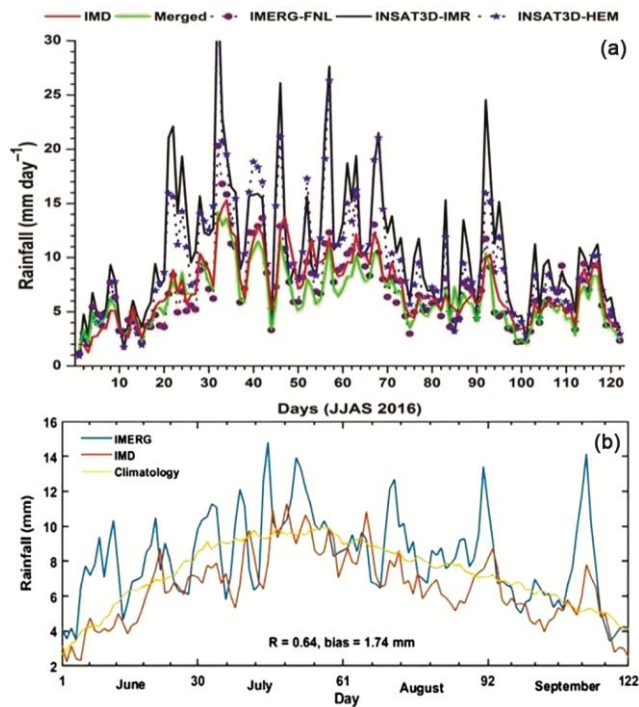 IMD Merged IMERG-FNL INSAT3D-IMR INSAT3D-HEM
(a)
30
25
20
15
10
5
0
Rainfall (mm day⁻¹)
10 20 30 40 50 60 70 80 90 100 110 120
Days (JJAS 2016)
(b)
16
14
12
10
8
6
4
2
Rainfall (mm)
IMERG
IMD
Climatology
R = 0.64, bias = 1.74 mm
1 30 61 92 122
June July August September
Day